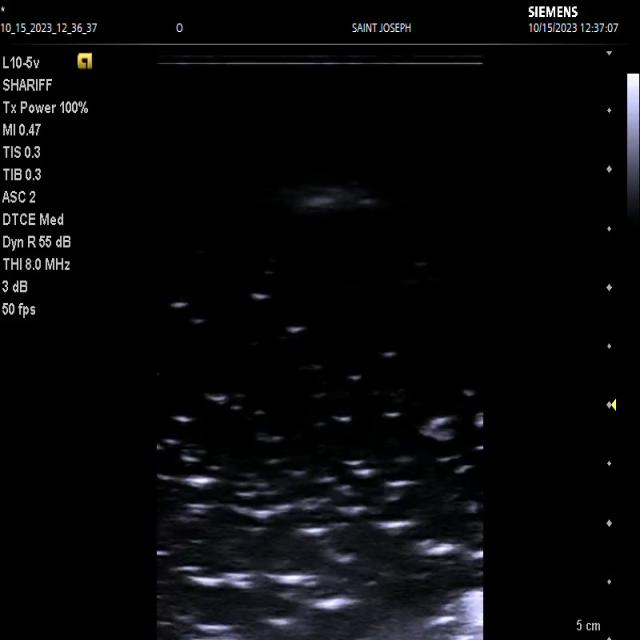 *
SIEMENS
10_15_2023_12_36_37 O SAINT JOSEPH 10/15/2023 12:37:07
L10-5v
SHARIFF
Tx Power 100%
MI 0.47
TIS 0.3
TIB 0.3
ASC 2
DTCE Med
Dyn R 55 dB
THI 8.0 MHz
3 dB
50 fps
5 cm